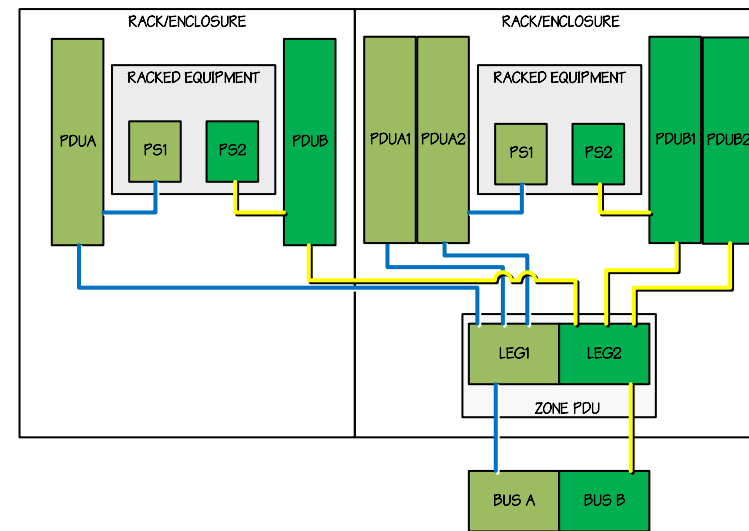 RACK/ENCLOSURE
RACKED EQUIPMENT
PDUA
PS1
PS2
PDUB
RACK/ENCLOSURE
RACKED EQUIPMENT
PDUA1
PDUA2
PS1
PS2
PDUB1
PDUB2
LEG1
LEG2
ZONE PDU
BUS A
BUS B